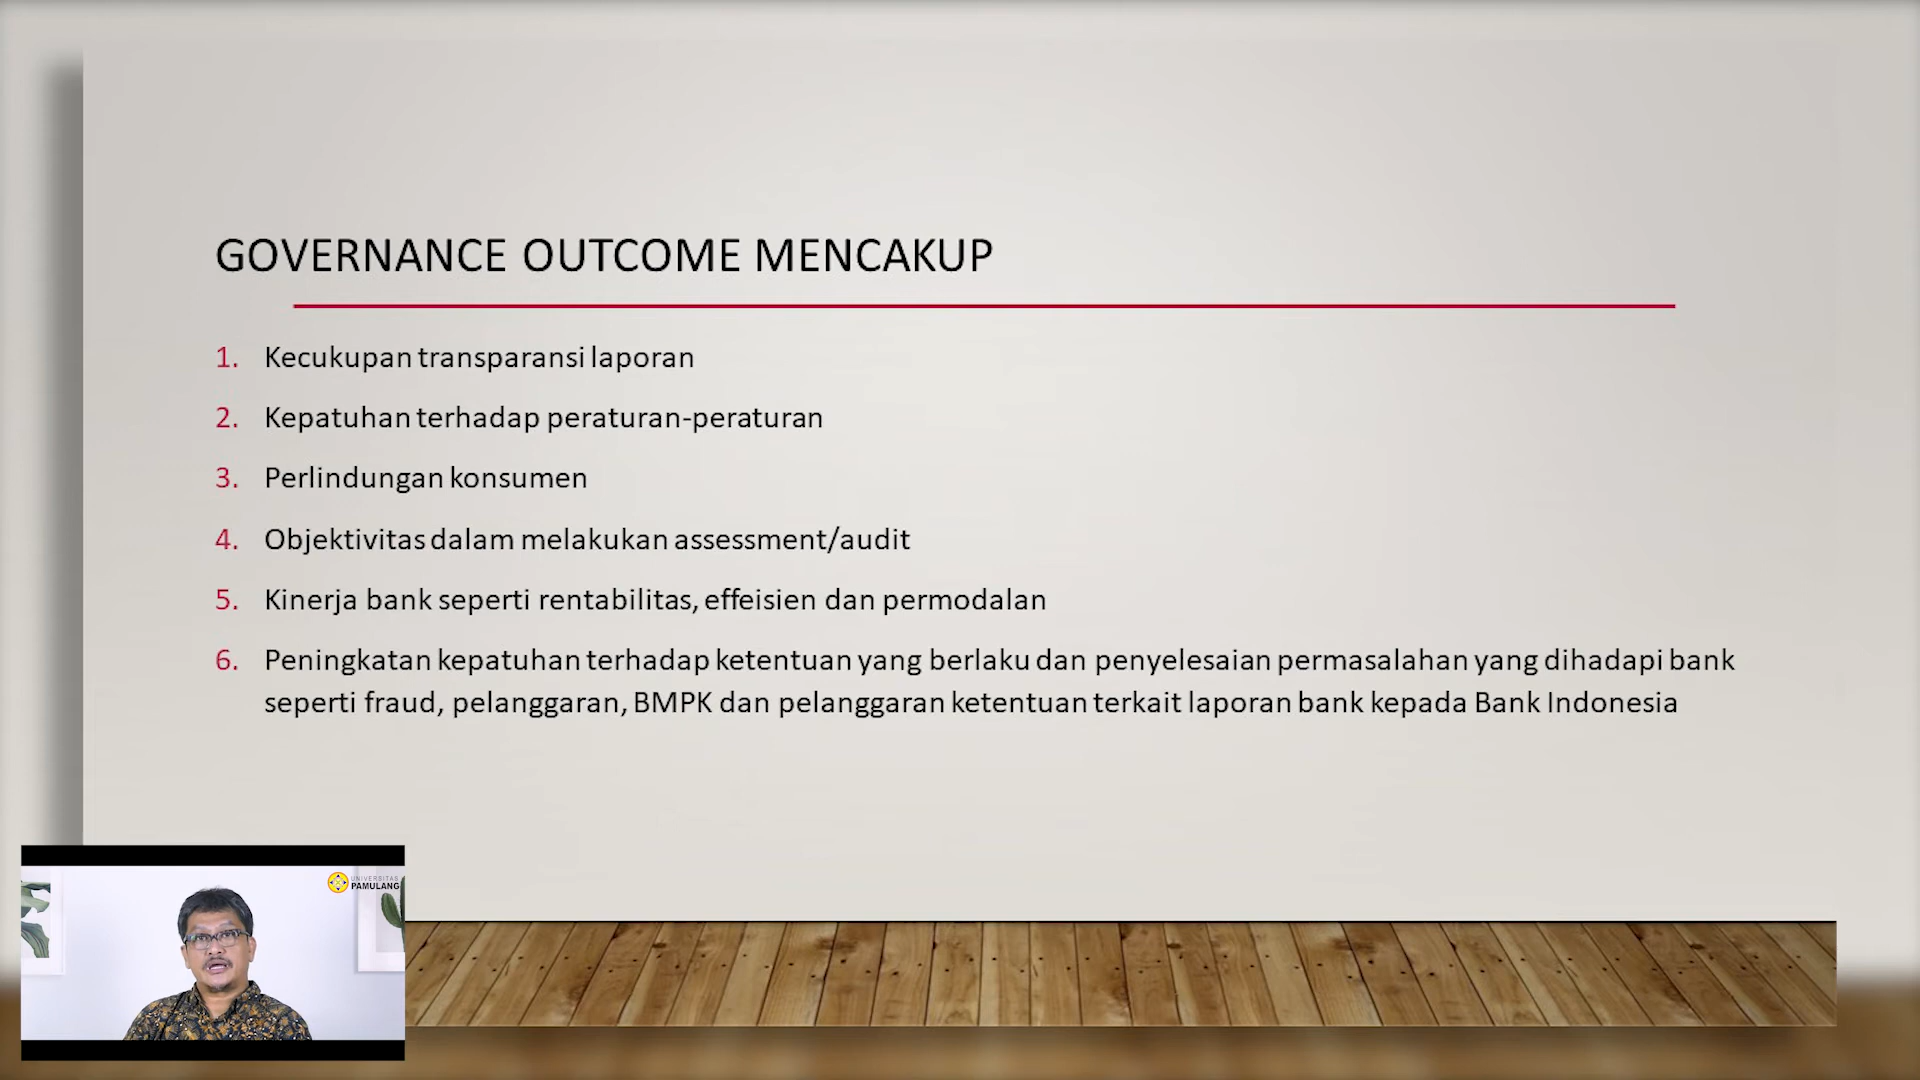 GOVERNANCE OUTCOME MENCAKUP
1. Kecukupan transparansi laporan
2. Kepatuhan terhadap peraturan-peraturan
3. Perlindungan konsumen
4. Objektivitas dalam melakukan assessment/audit
5. Kinerja bank seperti rentabilitas, effeisien dan permodalan
6. Peningkatan kepatuhan terhadap ketentuan yang berlaku dan penyelesaian permasalahan yang dihadapi bank
seperti fraud, pelanggaran, BMPK dan pelanggaran ketentuan terkait laporan bank kepada Bank Indonesia
UNIVERSITAS
PAMULANG